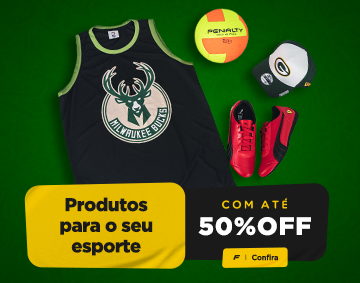 PENALTY
MILWAUKEE BUCKS
G
Produtos
para o seu
esporte
COM ATÉ
50%OFF
F | Confira